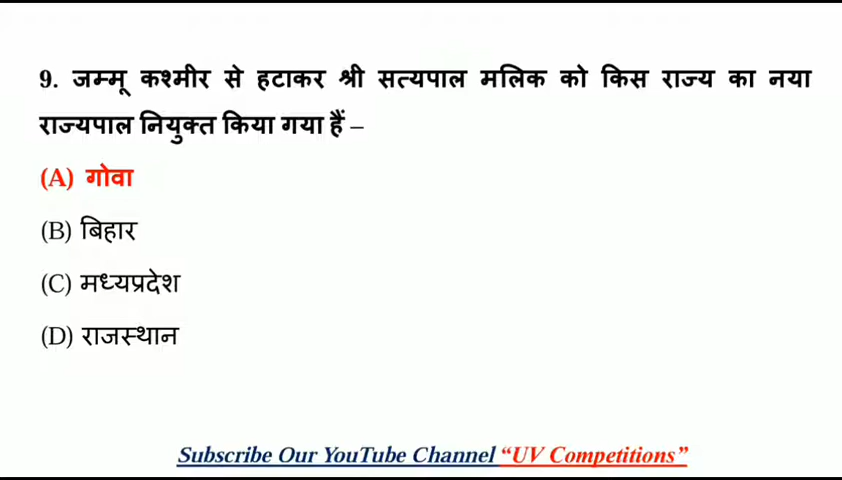 9. जम्मू कश्मीर से हटाकर श्री सत्यपाल मलिक को किस राज्य का नया
राज्यपाल नियुक्त किया गया हैं –
(A) गोवा
(B) बिहार
(C) मध्यप्रदेश
(D) राजस्थान
Subscribe Our YouTube Channel “UV Competitions”